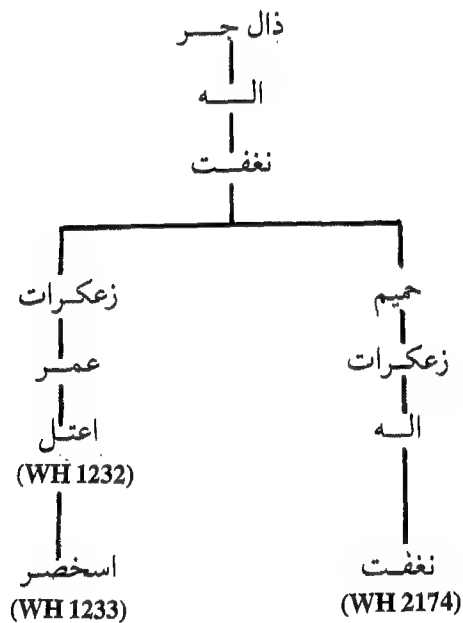 ذال جر
اله
نغفت
زعكرات حميم
عمر زعكرات
اعتل اله
(WH 1232)
اسخصر نغفت
(WH 1233) (WH 2174)